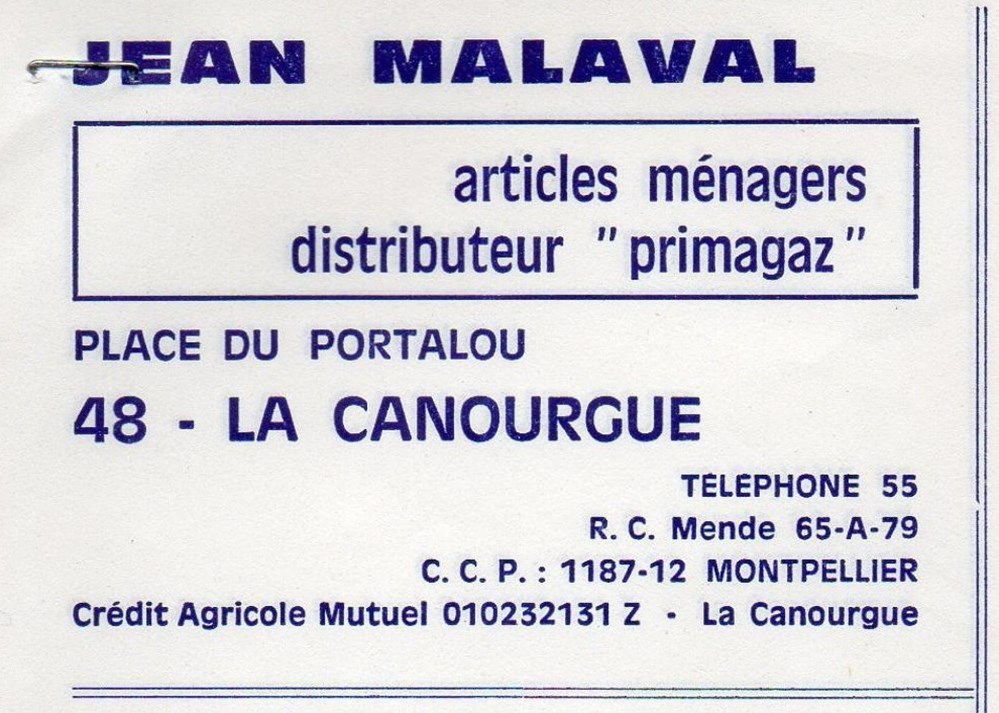 JEAN MALAVAL
articles ménagers
distributeur "primagaz"
PLACE DU PORTALOU
48 - LA CANOURGUE
TÉLÉPHONE 55
R. C. Mende 65-A-79
C. C. P. : 1187-12 MONTPELLIER
Crédit Agricole Mutuel 010232131 Z - La Canourgue